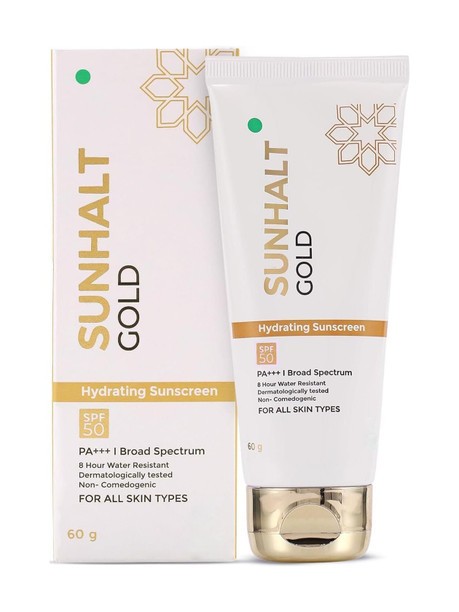 SUNHALT
GOLD
Hydrating Sunscreen
SPF
50
PA+++ I Broad Spectrum
8 Hour Water Resistant
Dermatologically tested
Non- Comedogenic
FOR ALL SKIN TYPES
60 g
SUNHALT
GOLD
Hydrating Sunscreen
SPF
50
PA+++ I Broad Spectrum
8 Hour Water Resistant
Dermatologically tested
Non- Comedogenic
FOR ALL SKIN TYPES
60 g